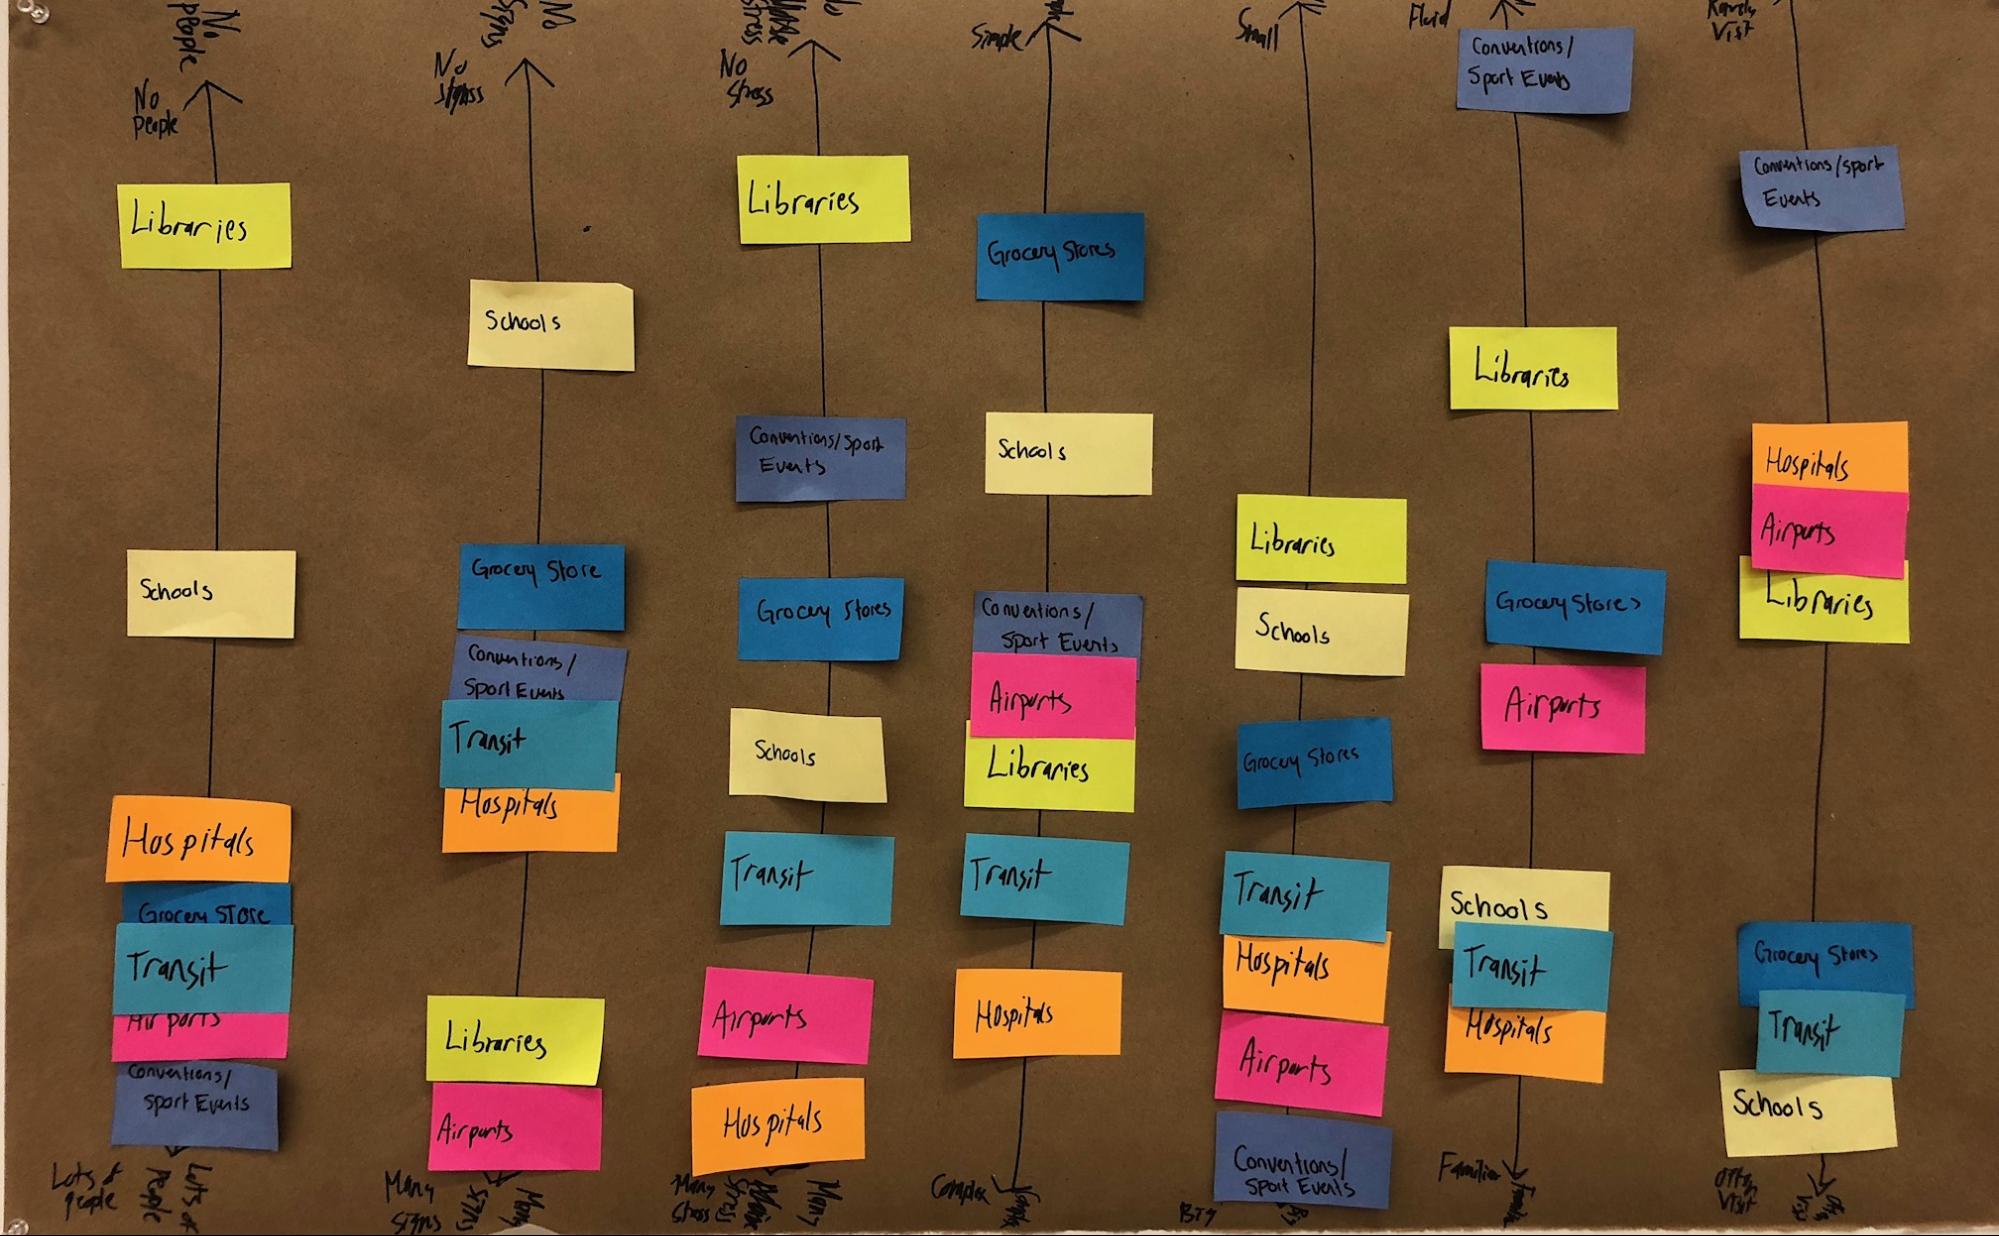 No
people
No
people
Libraries
Schools
Hospitals
Grocery Store
Transit
Airports
Conventions/
Sport Events
Lots of
people
Lots of
People
No
Signs
No
Schools
Grocery Store
Conventions/
Sport Events
Transit
Hospitals
Libraries
Airports
Many
Signs
Many
Signs
Stress
No
Stress
Libraries
Conventions/Sport
Events
Grocery Stores
Schools
Transit
Airports
Hospitals
Many
Stress
Many
Stress
Simple
Grocery Stores
Schools
Conventions/
Sport Events
Airports
Libraries
Transit
Hospitals
Complex
Small
Libraries
Schools
Grocery Stores
Transit
Hospitals
Airports
Conventions/
Sport Events
Big
Fluid
Conventions/
Sport Events
Libraries
Grocery Stores
Airports
Schools
Transit
Hospitals
Familiar
Visit
Conventions/sport
Events
Hospitals
Airports
Libraries
Grocery Stores
Transit
Schools
Visit